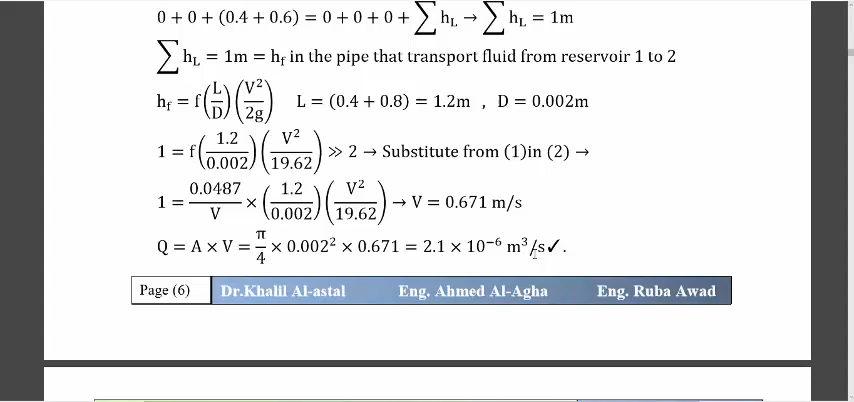 0 + 0 + (0.4 + 0.6) = 0 + 0 + 0 + ∑ h_L → ∑ h_L = 1m
∑ h_L = 1m = h_f in the pipe that transport fluid from reservoir 1 to 2
h_f = f(L/D)(V²/2g) L = (0.4 + 0.8) = 1.2m , D = 0.002m
1 = f(1.2/0.002)(V²/19.62) ≫ 2 → Substitute from (1)in (2) →
1 = 0.0487/V × (1.2/0.002)(V²/19.62) → V = 0.671 m/s
Q = A × V = π/4 × 0.002² × 0.671 = 2.1 × 10⁻⁶ m³/s✓.
Page (6) Dr.Khalil Al-astal Eng. Ahmed Al-Agha Eng. Ruba Awad